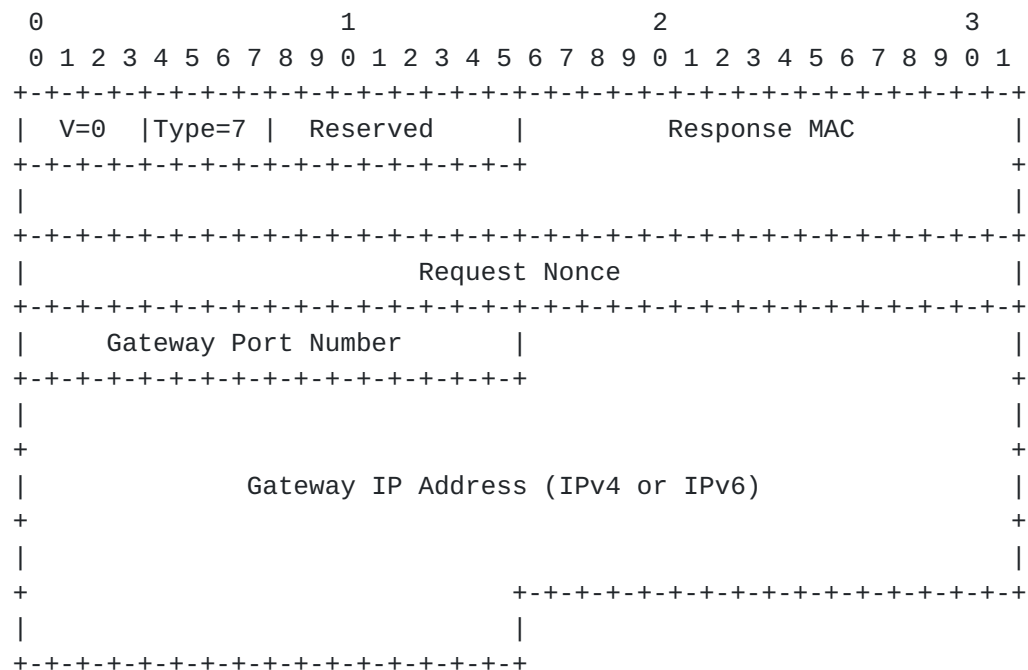 0                   1                   2                   3
 0 1 2 3 4 5 6 7 8 9 0 1 2 3 4 5 6 7 8 9 0 1 2 3 4 5 6 7 8 9 0 1
+-+-+-+-+-+-+-+-+-+-+-+-+-+-+-+-+-+-+-+-+-+-+-+-+-+-+-+-+-+-+-+-+
|  V=0  |Type=7 |  Reserved     |         Response MAC          |
+-+-+-+-+-+-+-+-+-+-+-+-+-+-+-+-+                               +
|                                                               |
+-+-+-+-+-+-+-+-+-+-+-+-+-+-+-+-+-+-+-+-+-+-+-+-+-+-+-+-+-+-+-+-+
|                         Request Nonce                         |
+-+-+-+-+-+-+-+-+-+-+-+-+-+-+-+-+-+-+-+-+-+-+-+-+-+-+-+-+-+-+-+-+
|     Gateway Port Number       |                               |
+-+-+-+-+-+-+-+-+-+-+-+-+-+-+-+-+                               +
|                                                               |
+                                                               +
|              Gateway IP Address (IPv4 or IPv6)                |
+                                                               +
|                                                               |
+                               +-+-+-+-+-+-+-+-+-+-+-+-+-+-+-+-+
|                               |
+-+-+-+-+-+-+-+-+-+-+-+-+-+-+-+-+